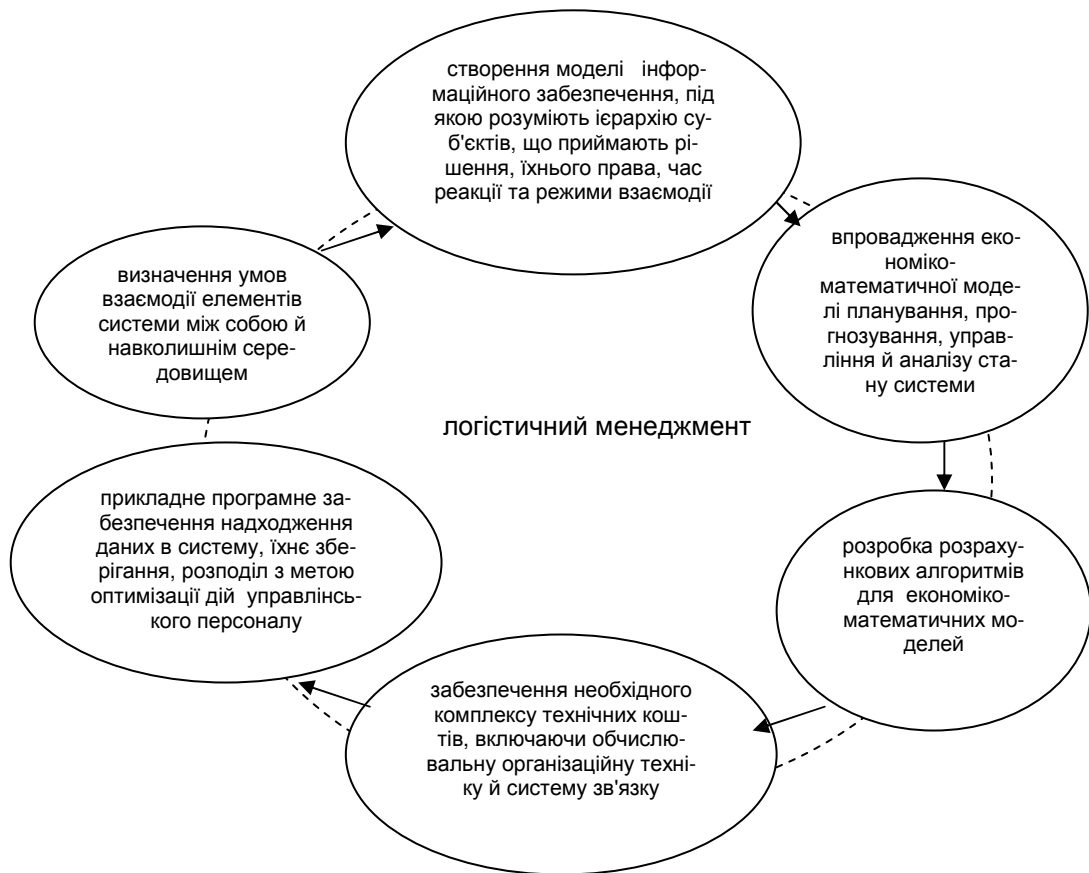 створення моделі інфор-
маційного забезпечення, під
якою розуміють ієрархію су-
б'єктів, що приймають рі-
шення, їхнього права, час
реакції та режими взаємодії
впровадження еко-
номіко-
математичної моде-
лі планування, про-
гнозування, управ-
ління й аналізу ста-
ну системи
визначення умов
взаємодії елементів
системи між собою й
навколишнім сере-
довищем
логістичний менеджмент
прикладне програмне за-
безпечення надходження
даних в систему, їхнє збе-
рігання, розподіл з метою
оптимізації дій управлінсь-
кого персоналу
розробка розраху-
нкових алгоритмів
для економіко-
математичних мо-
делей
забезпечення необхідного
комплексу технічних кош-
тів, включаючи обчислю-
вальну організаційну техні-
ку й систему зв'язку